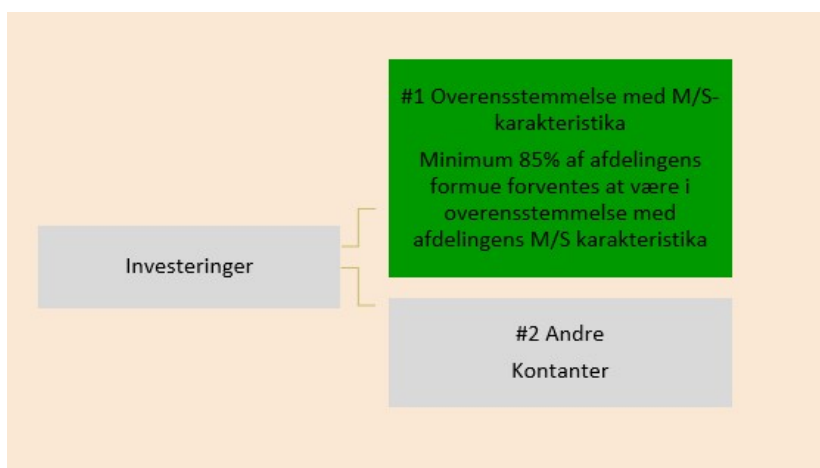 #1 Overensstemmelse med M/S-
karakteristika
Minimum 85% af afdelingens
formue forventes at være i
overensstemmelse med
afdelingens M/S karakteristika
Investeringer
#2 Andre
Kontanter